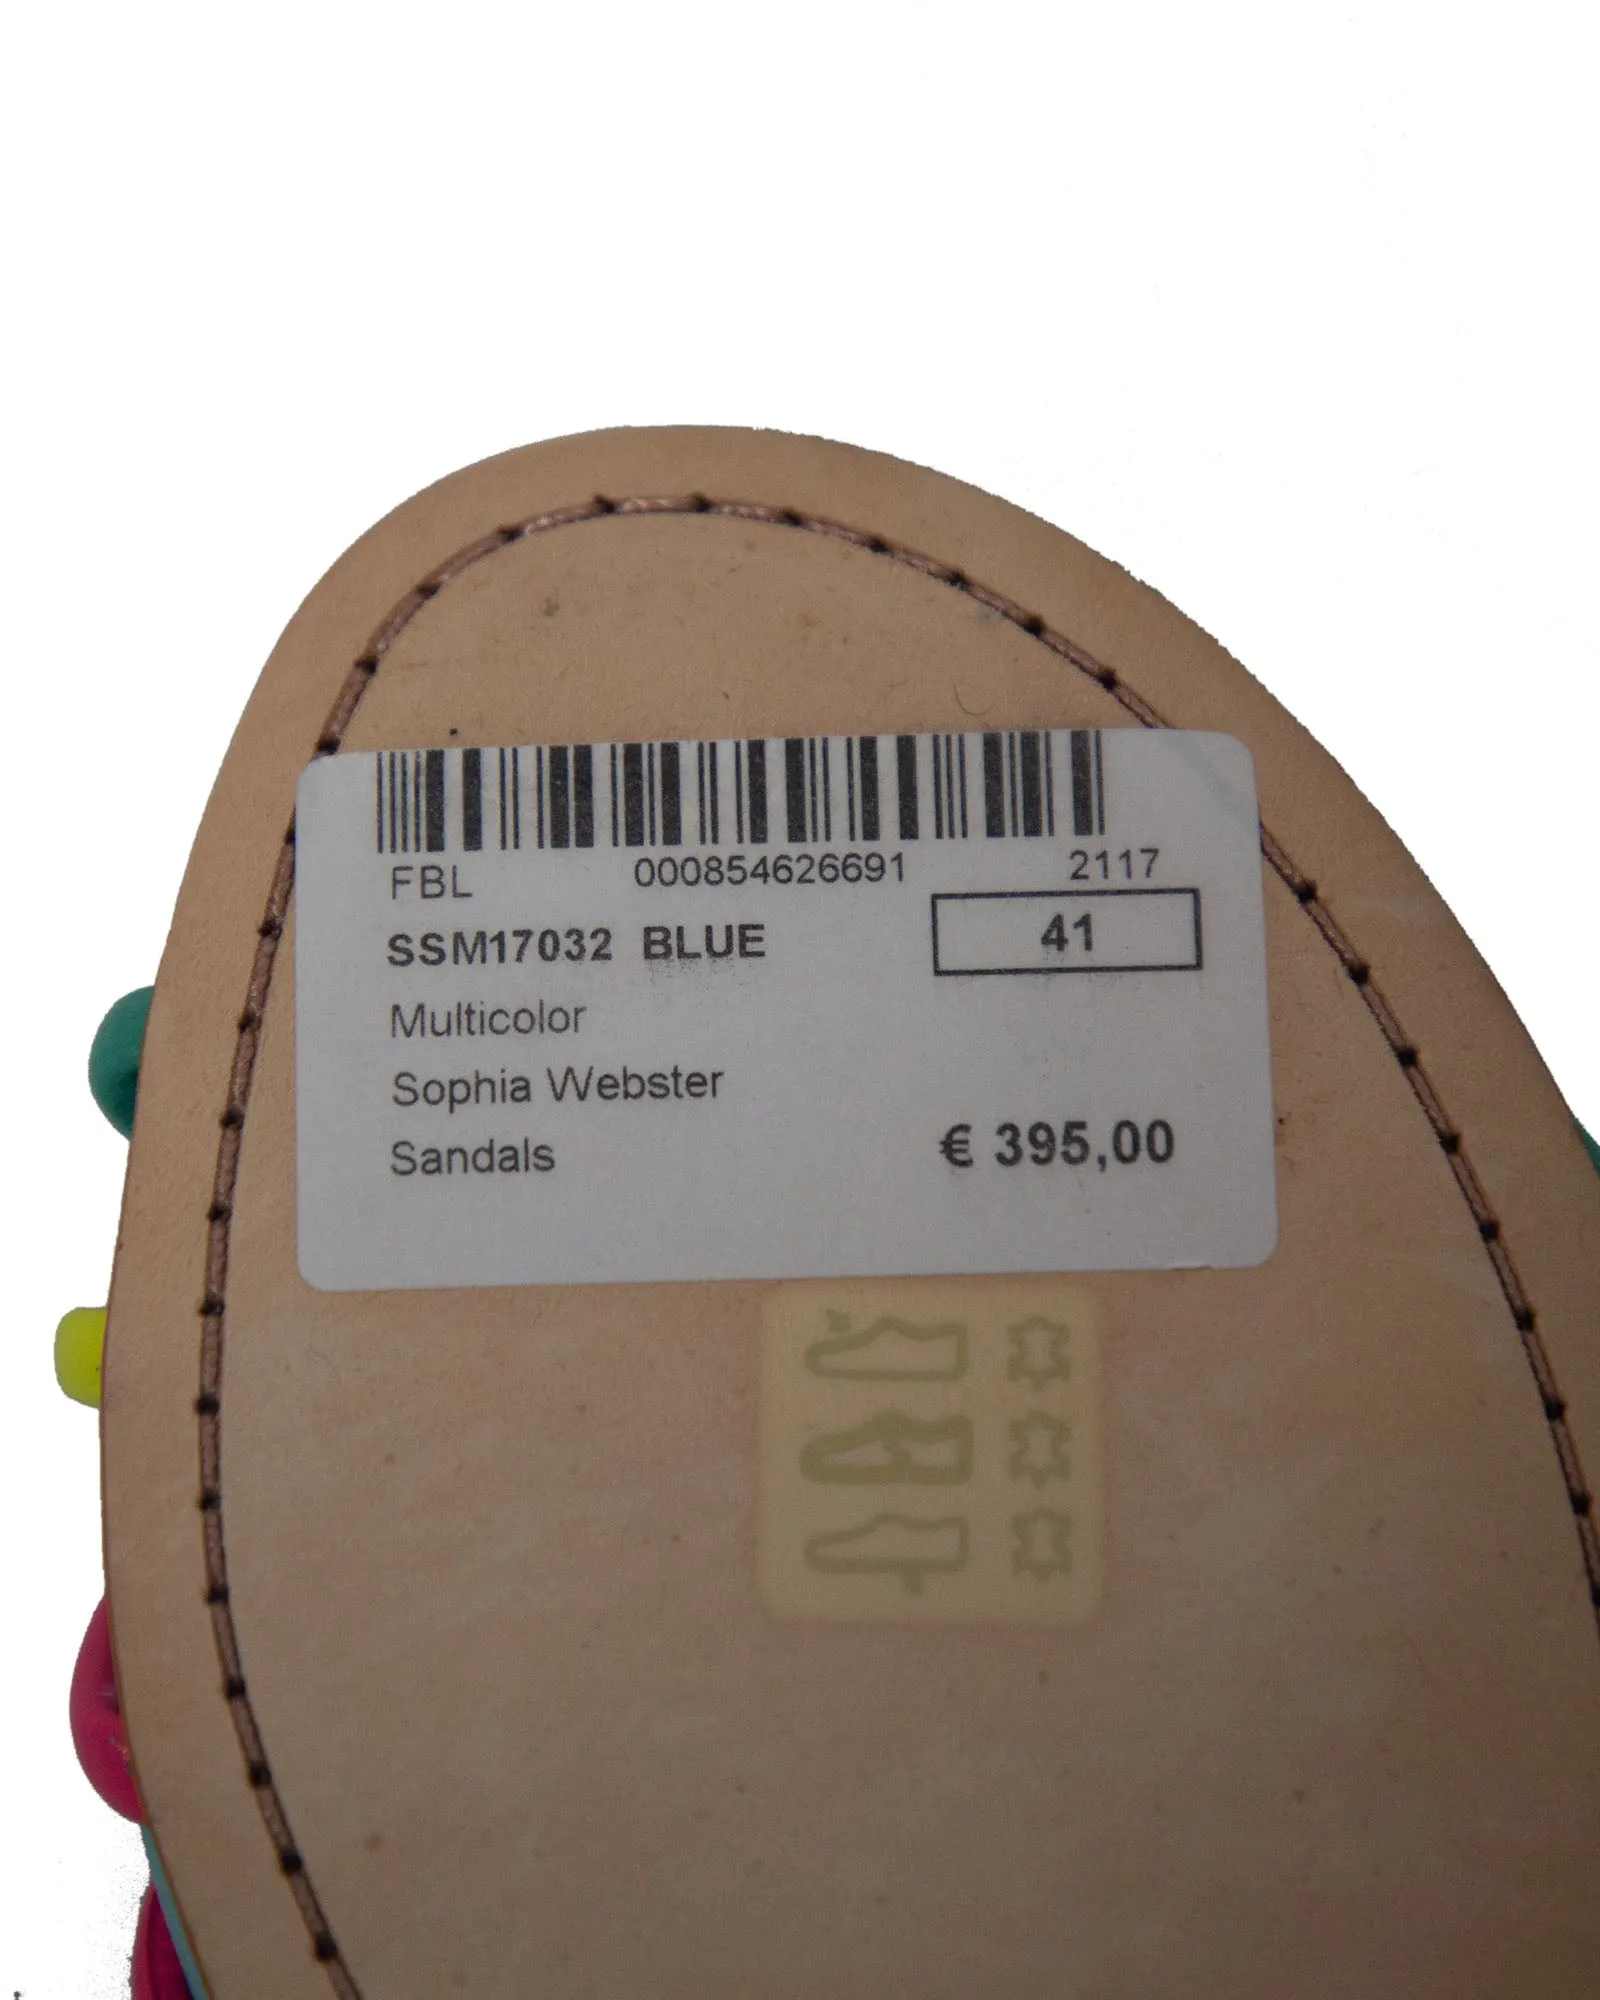 FBL 000854626691 2117
SSM17032 BLUE 41
Multicolor
Sophia Webster
Sandals € 395,00